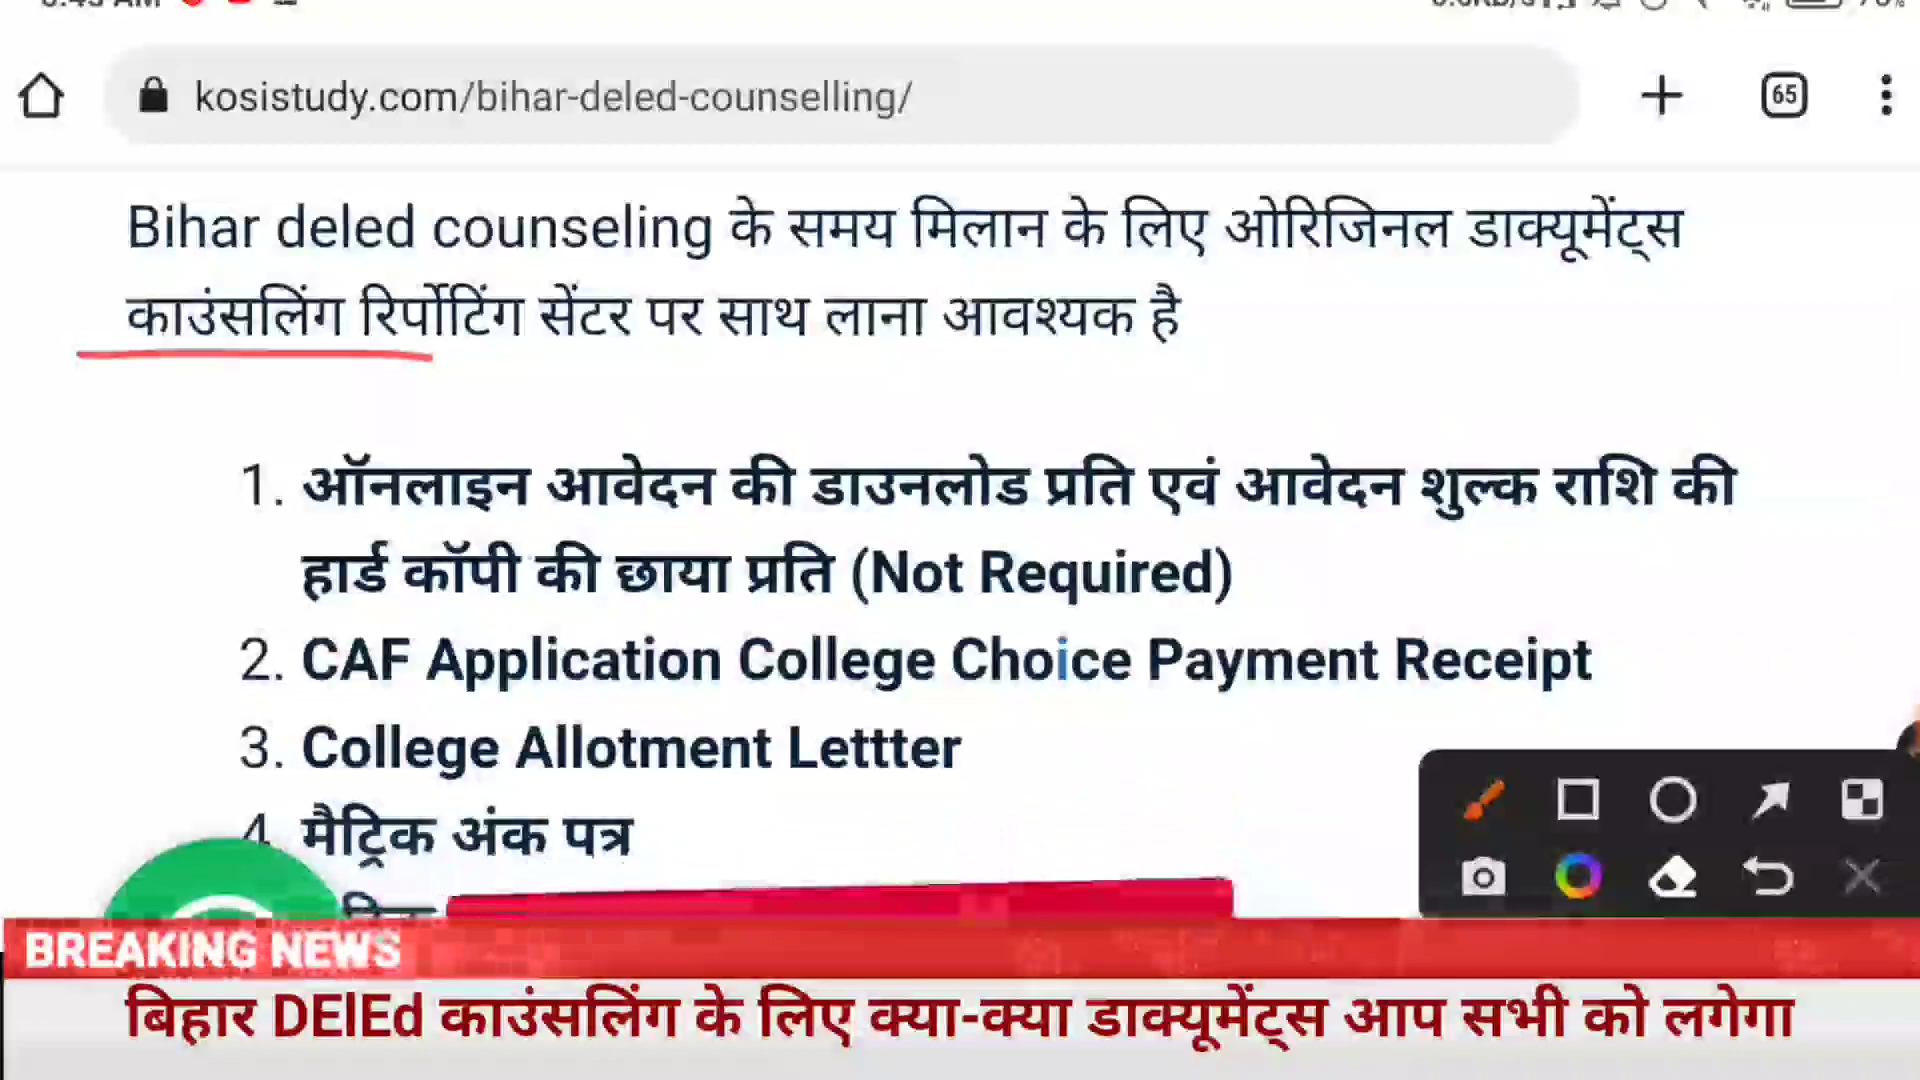 kosistudy.com/bihar-deled-counselling/
65
Bihar deled counseling के समय मिलान के लिए ओरिजिनल डाक्यूमेंट्स
काउंसलिंग रिर्पोटिंग सेंटर पर साथ लाना आवश्यक है
1. ऑनलाइन आवेदन की डाउनलोड प्रति एवं आवेदन शुल्क राशि की
हार्ड कॉपी की छाया प्रति (Not Required)
2. CAF Application College Choice Payment Receipt
3. College Allotment Lettter
4. मैट्रिक अंक पत्र
BREAKING NEWS
बिहार DElEd काउंसलिंग के लिए क्या-क्या डाक्यूमेंट्स आप सभी को लगेगा